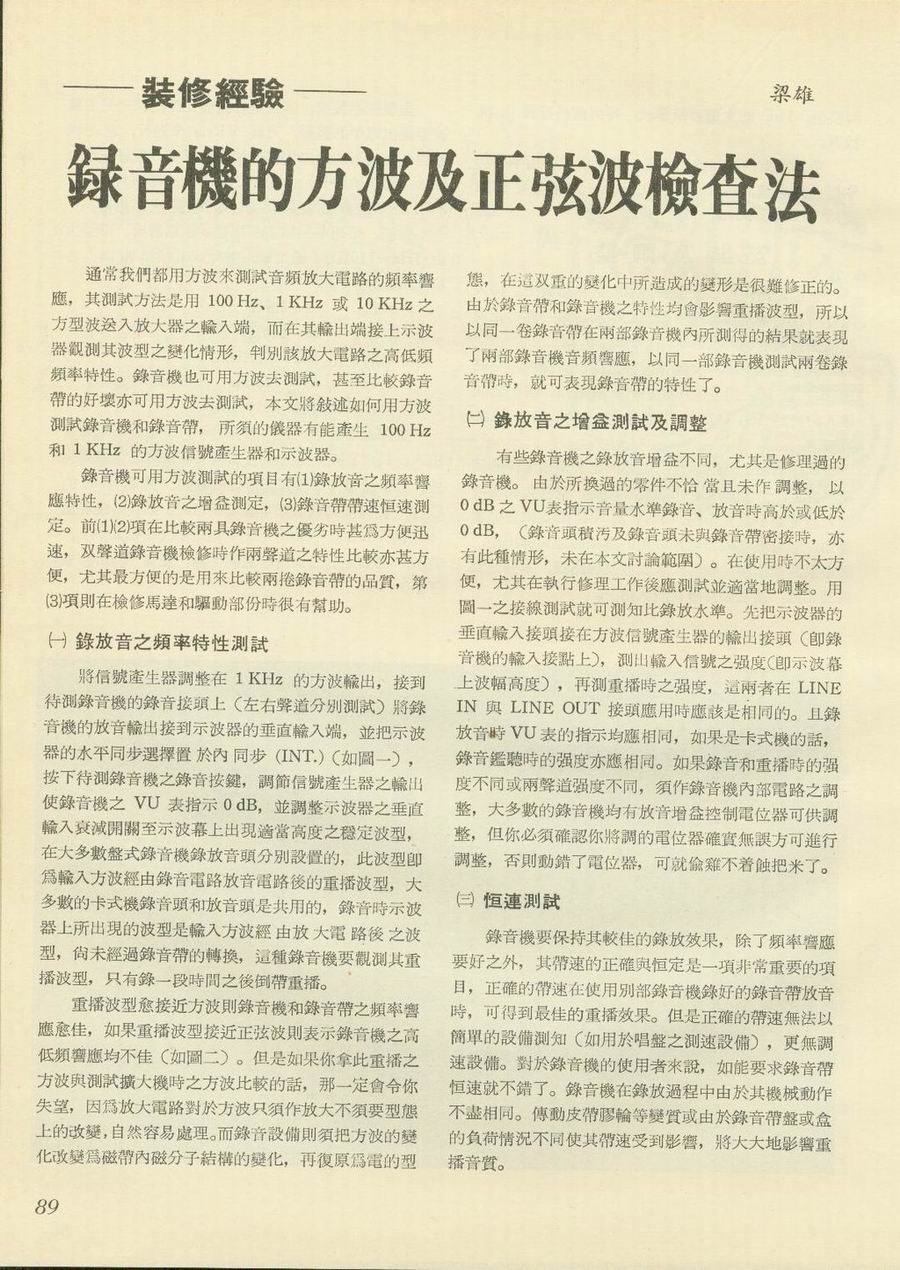 裝修經驗
梁雄
録音機的方波及正弦波檢查法
通常我們都用方波來測試音頻放大電路的頻率響
應，其測試方法是用 100 Hz、1 KHz 或 10 KHz 之
方型波送入放大器之輸入端，而在其輸出端接上示波
器觀測其波型之變化情形，判別該放大電路之高低頻
頻率特性。錄音機也可用方波去測試，甚至比較錄音
帶的好壞亦可用方波去測試，本文將敍述如何用方波
測試錄音機和錄音帶，所須的儀器有能產生 100 Hz
和 1 KHz 的方波信號產生器和示波器。
錄音機可用方波測試的項目有⑴錄放音之頻率響
應特性，⑵錄放音之增益測定，⑶錄音帶帶速恒速測
定。前⑴⑵項在比較兩具錄音機之優劣時甚爲方便迅
速，双聲道錄音機檢修時作兩聲道之特性比較亦甚方
便，尤其最方便的是用來比較兩捲錄音帶的品質，第
⑶項則在檢修馬達和驅動部份時很有幫助。
㈠ 錄放音之頻率特性測試
將信號產生器調整在 1 KHz 的方波輸出，接到
待測錄音機的錄音接頭上（左右聲道分別測試）將錄
音機的放音輸出接到示波器的垂直輸入端，並把示波
器的水平同步選擇置 於內 同步 (INT.)（如圖一），
按下待測錄音機之錄音按鍵，調節信號產生器之輸出
使錄音機之 VU 表指示 0 dB，並調整示波器之垂直
輸入衰減開關至示波幕上出現適當高度之穩定波型，
在大多數盤式錄音機錄放音頭分別設置的，此波型卽
爲輸入方波經由錄音電路放音電路後的重播波型，大
多數的卡式機錄音頭和放音頭是共用的，錄音時示波
器上所出現的波型是輸入方波經 由放 大電 路後 之波
型，尙未經過錄音帶的轉換，這種錄音機要觀測其重
播波型，只有錄一段時間之後倒帶重播。
重播波型愈接近方波則錄音機和錄音帶之頻率響
應愈佳，如果重播波型接近正弦波則表示錄音機之高
低頻響應均不佳（如圖二）。但是如果你拿此重播之
方波與測試擴大機時之方波比較的話，那一定會令你
失望，因爲放大電路對於方波只須作放大不須要型態
上的改變，自然容易處理。而錄音設備則須把方波的變
化改變爲磁帶內磁分子結構的變化，再復原爲電的型
態，在這双重的變化中所造成的變形是很難修正的。
由於錄音帶和錄音機之特性均會影響重播波型，所以
以同一卷錄音帶在兩部錄音機內所測得的結果就表現
了兩部錄音機音頻響應，以同一部錄音機測試兩卷錄
音帶時，就可表現錄音帶的特性了。
㈡ 錄放音之增益測試及調整
有些錄音機之錄放音增益不同，尤其是修理過的
錄音機。由於所換過的零件不恰 當且未作 調整，以
0 dB 之 VU表指示音量水準錄音、放音時高於或低於
0 dB，（錄音頭積汚及錄音頭未與錄音帶密接時，亦
有此種情形，未在本文討論範圍）。在使用時不太方
便，尤其在執行修理工作後應測試並適當地調整。用
圖一之接線測試就可測知比錄放水準。先把示波器的
垂直輸入接頭接在方波信號產生器的輸出接頭（卽錄
音機的輸入接點上），測出輸入信號之强度（卽示波幕
上波幅高度），再測重播時之强度，這兩者在 LINE
IN 與 LINE OUT 接頭應用時應該是相同的。且錄
放音時 VU 表的指示均應相同，如果是卡式機的話，
錄音鑑聽時的强度亦應相同。如果錄音和重播時的强
度不同或兩聲道强度不同，須作錄音機內部電路之調
整，大多數的錄音機均有放音增益控制電位器可供調
整，但你必須確認你將調的電位器確實無誤方可進行
調整，否則動錯了電位器，可就偷雞不着蝕把米了。
㈢ 恒連測試
錄音機要保持其較佳的錄放效果，除了頻率響應
要好之外，其帶速的正確與恒定是一項非常重要的項
目，正確的帶速在使用別部錄音機錄好的錄音帶放音
時，可得到最佳的重播效果。但是正確的帶速無法以
簡單的設備測知（如用於唱盤之測速設備），更無調
速設備。對於錄音機的使用者來說，如能要求錄音帶
恒速就不錯了。錄音機在錄放過程中由於其機械動作
不盡相同。傳動皮帶膠輪等變質或由於錄音帶盤或盒
的負荷情況不同使其帶速受到影響，將大大地影響重
播音質。
89